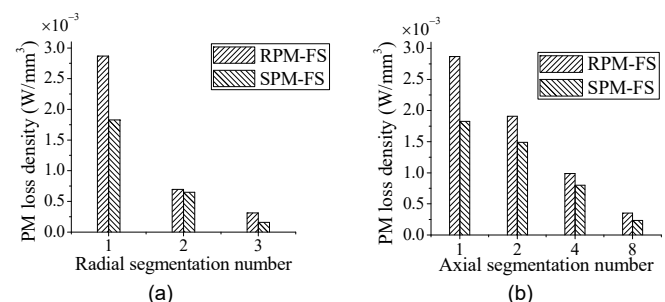 ×10⁻³
3.0
2.5
2.0
1.5
1.0
0.5
0.0
PM loss density (W/mm³)
RPM-FS
SPM-FS
1 2 3
Radial segmentation number
(a)
×10⁻³
3.0
2.5
2.0
1.5
1.0
0.5
0.0
PM loss density (W/mm³)
RPM-FS
SPM-FS
1 2 4 8
Axial segmentation number
(b)